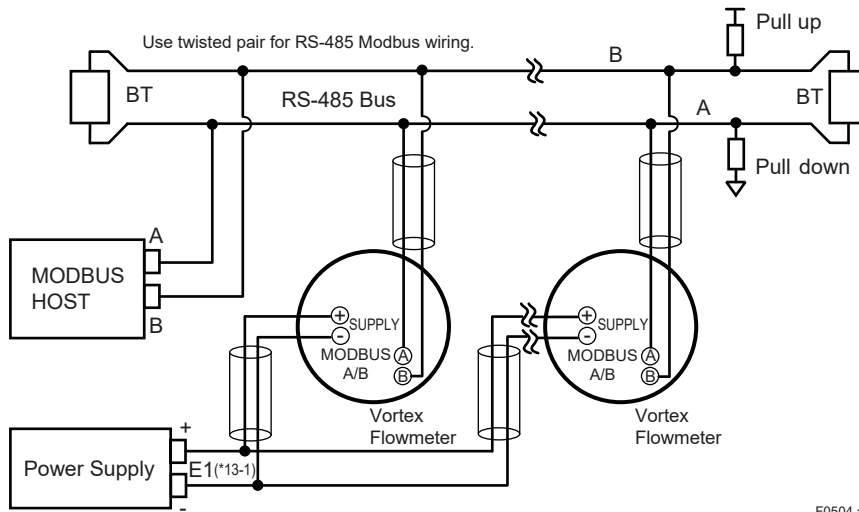 Use twisted pair for RS-485 Modbus wiring.
B
Pull up
BT
RS-485 Bus
A
BT
Pull down
A
MODBUS
HOST
B
+
SUPPLY
-
MODBUS
A/B
A
B
Vortex
Flowmeter
+
SUPPLY
-
MODBUS
A/B
A
B
Vortex
Flowmeter
+
Power Supply
E1(*13-1)
-